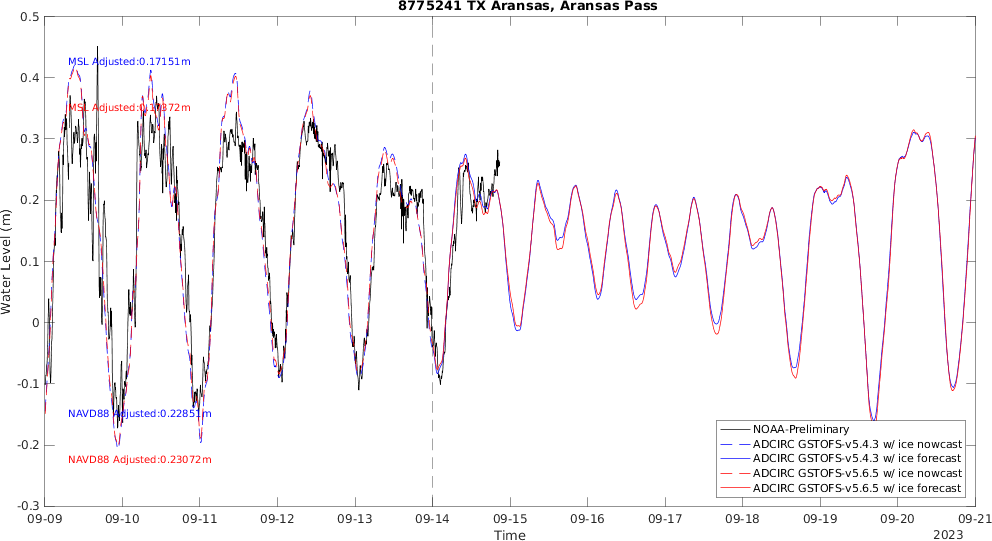 8775241 TX Aransas, Aransas Pass
0.5
0.4
0.3
0.2
0.1
0
-0.1
-0.2
-0.3
Water Level (m)
MSL Adjusted:0.17151m
MSL Adjusted:
NAVD88 Adjusted:0.22851m
NAVD88 Adjusted:0.23072m
NOAA-Preliminary
ADCIRC GSTOFS-v5.4.3 w/ ice nowcast
ADCIRC GSTOFS-v5.4.3 w/ ice forecast
ADCIRC GSTOFS-v5.6.5 w/ ice nowcast
ADCIRC GSTOFS-v5.6.5 w/ ice forecast
09-09 09-10 09-11 09-12 09-13 09-14 09-15 09-16 09-17 09-18 09-19 09-20 09-21
Time
2023